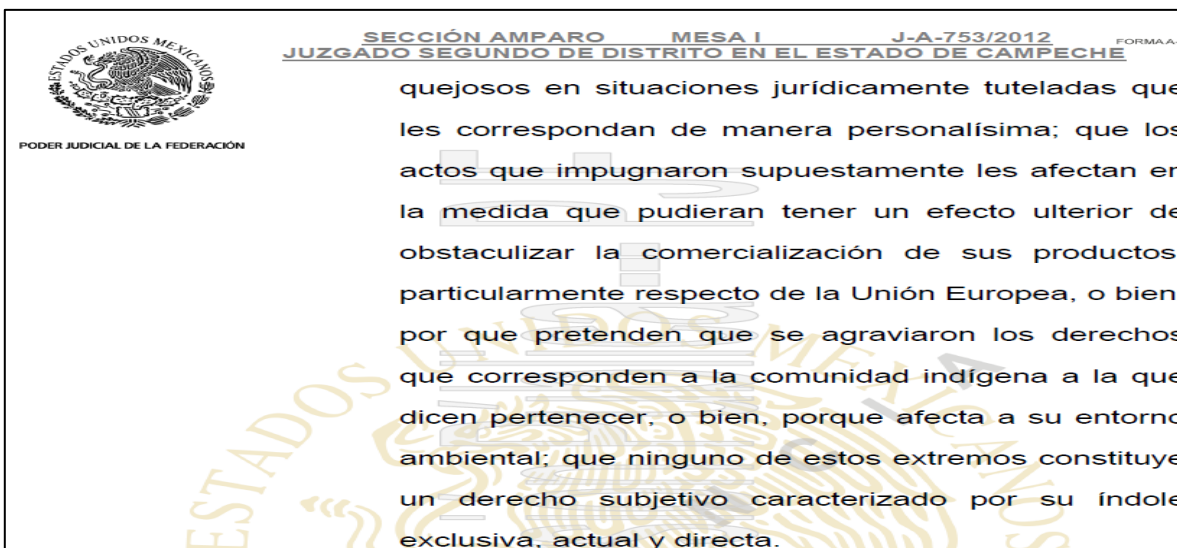 ESTADOS UNIDOS MEXICANOS
PODER JUDICIAL DE LA FEDERACIÓN
SECCIÓN AMPARO MESA I J-A-753/2012
FORMA A-
JUZGADO SEGUNDO DE DISTRITO EN EL ESTADO DE CAMPECHE
quejosos en situaciones jurídicamente tuteladas que
les correspondan de manera personalísima; que los
actos que impugnaron supuestamente les afectan en
la medida que pudieran tener un efecto ulterior de
obstaculizar la comercialización de sus productos
particularmente respecto de la Unión Europea, o bien
por que pretenden que se agraviaron los derechos
que corresponden a la comunidad indígena a la que
dicen pertenecer, o bien, porque afecta a su entorno
ambiental; que ninguno de estos extremos constituye
un derecho subjetivo caracterizado por su índole
exclusiva, actual y directa.
ESTADOS UNIDOS MEXICANOS